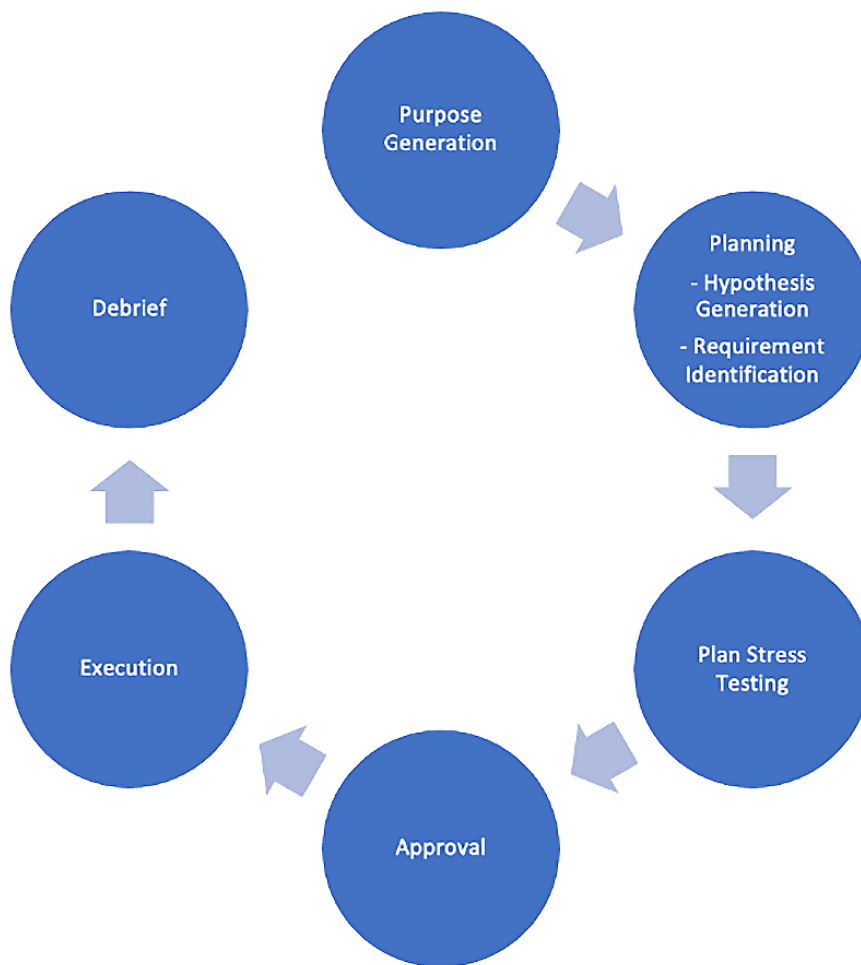 Purpose
Generation
Planning
- Hypothesis
Generation
- Requirement
Identification
Plan Stress
Testing
Approval
Execution
Debrief